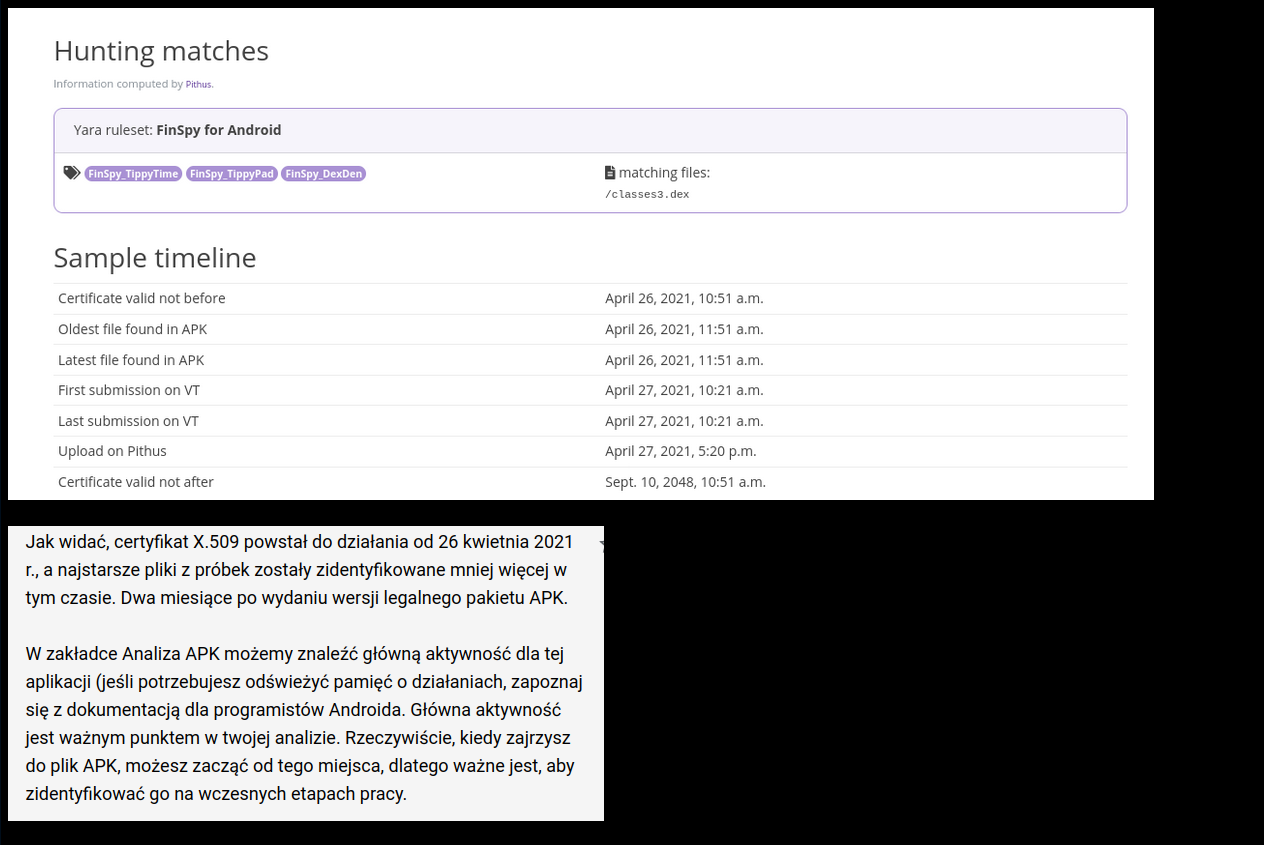 Hunting matches
Information computed by Pithus.
Yara ruleset: FinSpy for Android
FinSpy_TippyTime FinSpy_TippyPad FinSpy_DexDen
matching files:
/classes3.dex
Sample timeline
Certificate valid not before April 26, 2021, 10:51 a.m.
Oldest file found in APK April 26, 2021, 11:51 a.m.
Latest file found in APK April 26, 2021, 11:51 a.m.
First submission on VT April 27, 2021, 10:21 a.m.
Last submission on VT April 27, 2021, 10:21 a.m.
Upload on Pithus April 27, 2021, 5:20 p.m.
Certificate valid not after Sept. 10, 2048, 10:51 a.m.
Jak widać, certyfikat X.509 powstał do działania od 26 kwietnia 2021
r., a najstarsze pliki z próbek zostały zidentyfikowane mniej więcej w
tym czasie. Dwa miesiące po wydaniu wersji legalnego pakietu APK.
W zakładce Analiza APK możemy znaleźć główną aktywność dla tej
aplikacji (jeśli potrzebujesz odświeżyć pamięć o działaniach, zapoznaj
się z dokumentacją dla programistów Androida. Główna aktywność
jest ważnym punktem w twojej analizie. Rzeczywiście, kiedy zajrzysz
do plik APK, możesz zacząć od tego miejsca, dlatego ważne jest, aby
zidentyfikować go na wczesnych etapach pracy.